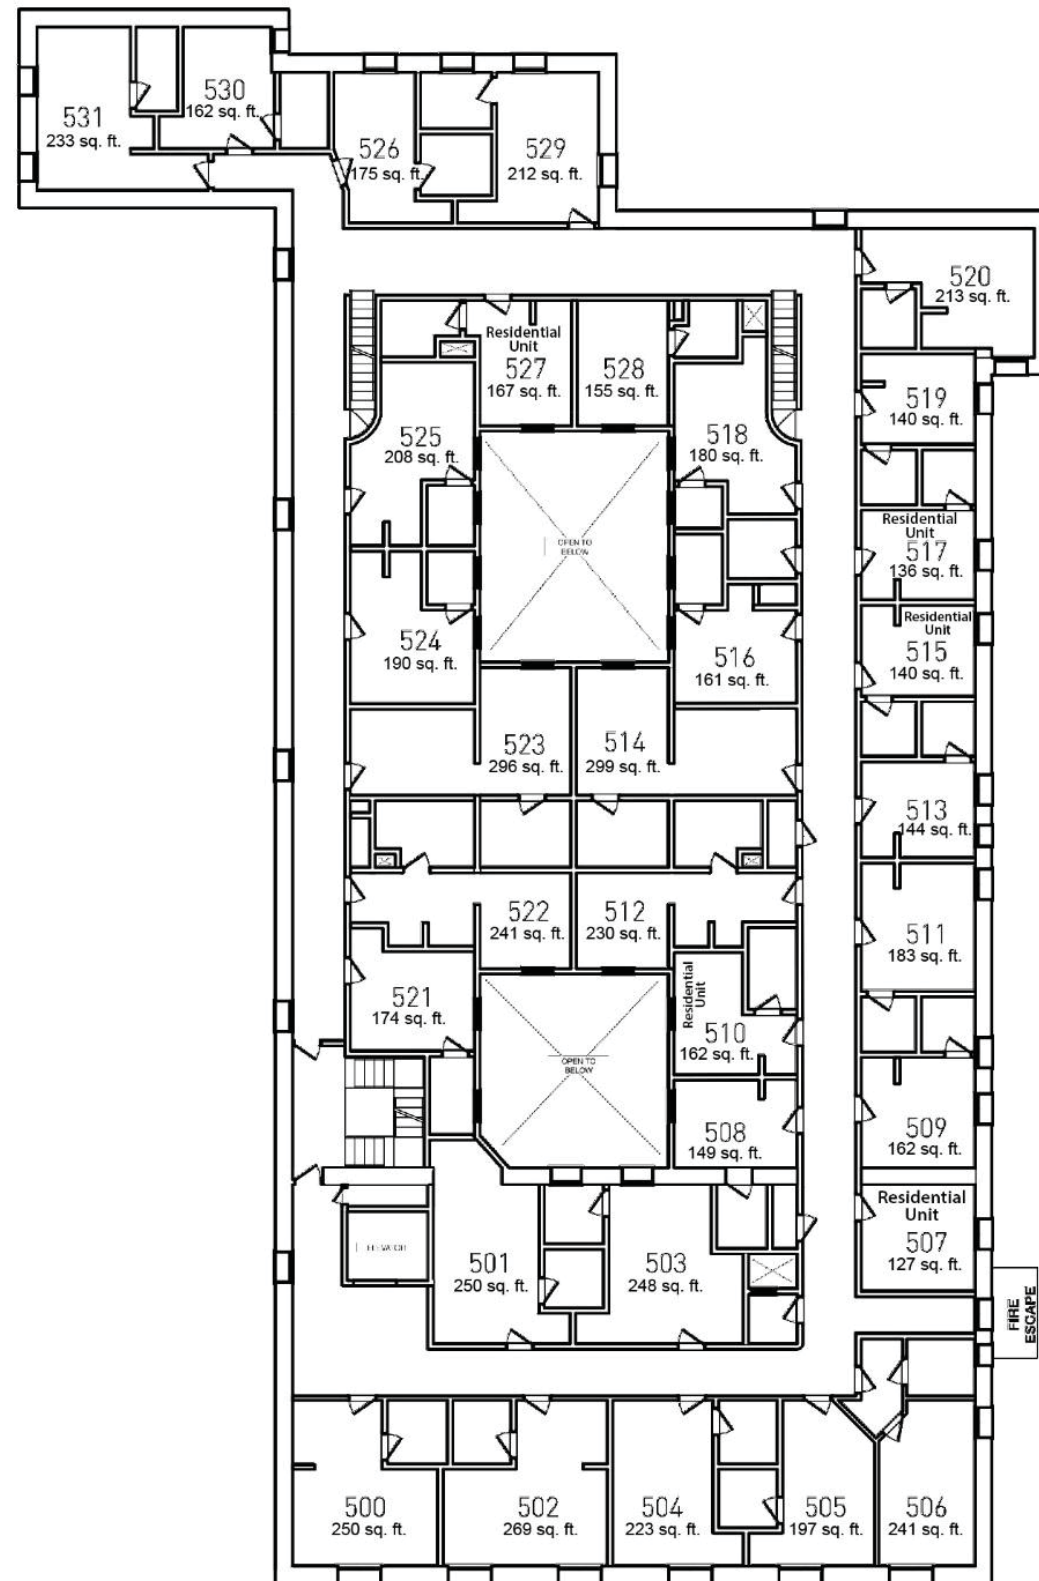 530
162 sq. ft.
531
233 sq. ft.
526
175 sq. ft.
529
212 sq. ft.
520
213 sq. ft.
Residential
Unit
527
167 sq. ft.
528
155 sq. ft.
519
140 sq. ft.
525
208 sq. ft.
518
180 sq. ft.
OPEN TO
BELOW
Residential
Unit
517
136 sq. ft.
524
190 sq. ft.
516
161 sq. ft.
Residential
Unit
515
140 sq. ft.
523
296 sq. ft.
514
299 sq. ft.
513
144 sq. ft.
522
241 sq. ft.
512
230 sq. ft.
511
183 sq. ft.
521
174 sq. ft.
Residential
Unit
510
162 sq. ft.
OPEN TO
BELOW
508
149 sq. ft.
509
162 sq. ft.
Residential
Unit
507
127 sq. ft.
ELEVATOR
501
250 sq. ft.
503
248 sq. ft.
FIRE
ESCAPE
500
250 sq. ft.
502
269 sq. ft.
504
223 sq. ft.
505
197 sq. ft.
506
241 sq. ft.